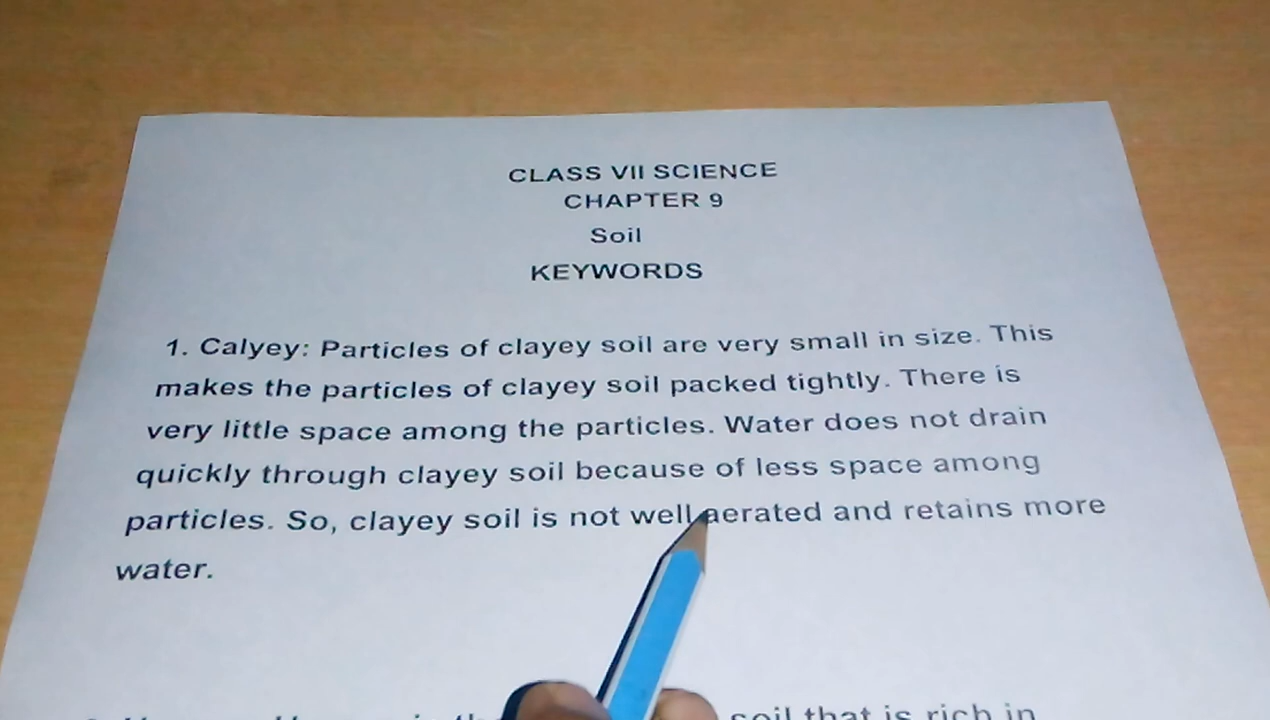 CLASS VII SCIENCE
CHAPTER 9
Soil
KEYWORDS
1. Calyey: Particles of clayey soil are very small in size. This
makes the particles of clayey soil packed tightly. There is
very little space among the particles. Water does not drain
quickly through clayey soil because of less space among
particles. So, clayey soil is not well aerated and retains more
water.
soil that is rich in